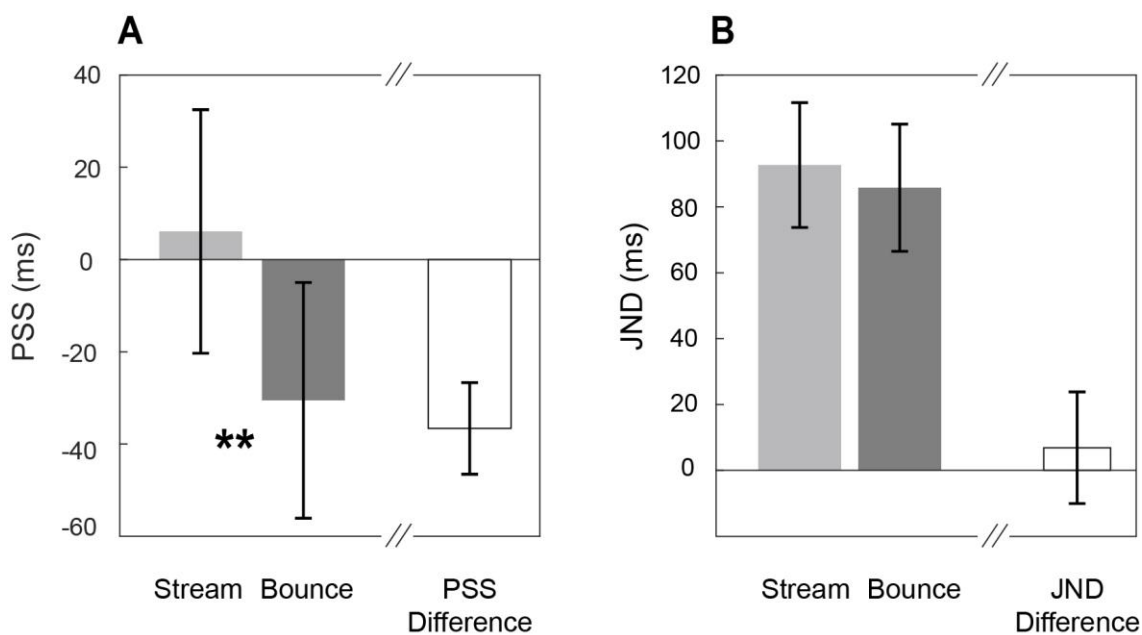 A
40
20
0
-20
-40
-60
PSS (ms)
**
Stream Bounce PSS
Difference
B
120
100
80
60
40
20
0
JND (ms)
Stream Bounce JND
Difference